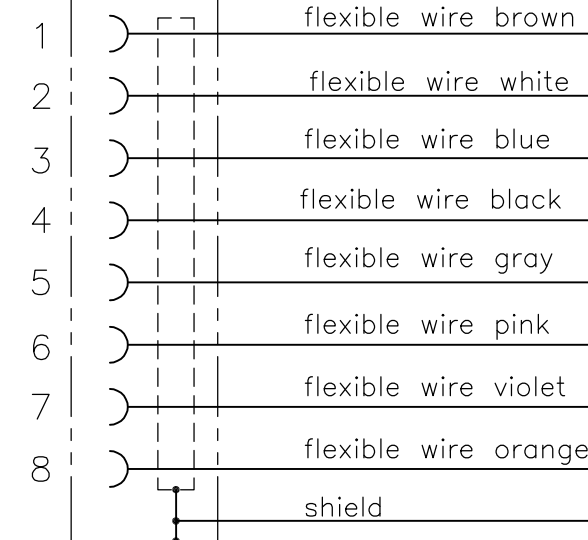 1 flexible wire brown
2 flexible wire white
3 flexible wire blue
4 flexible wire black
5 flexible wire gray
6 flexible wire pink
7 flexible wire violet
8 flexible wire orange
shield